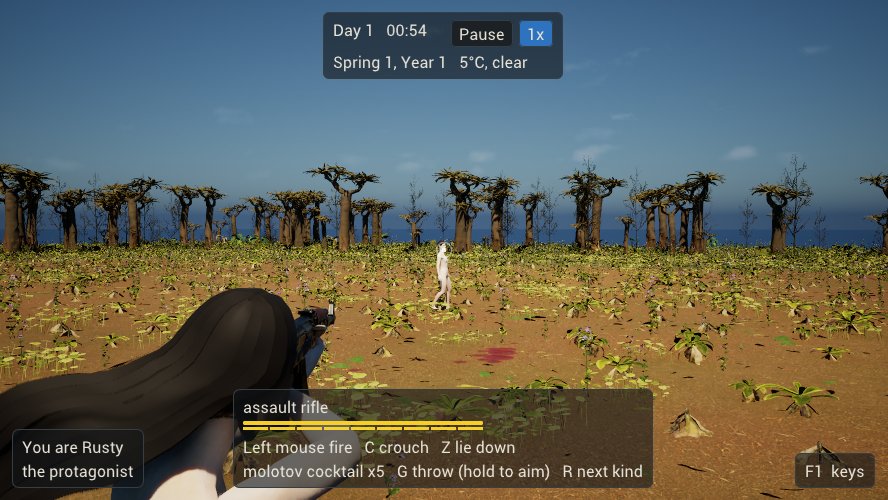 Day 1 00:54 Pause 1x
Spring 1, Year 1 5°C, clear
assault rifle
Left mouse fire C crouch Z lie down
molotov cocktail x5 G throw (hold to aim) R next kind
You are Rusty
the protagonist
F1 keys